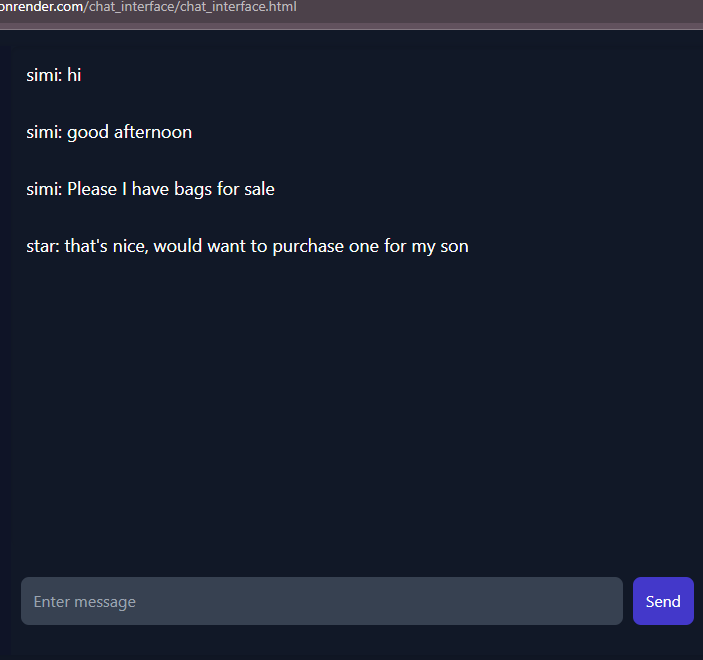 onrender.com/chat_interface/chat_interface.html
simi: hi
simi: good afternoon
simi: Please I have bags for sale
star: that's nice, would want to purchase one for my son
Enter message
Send